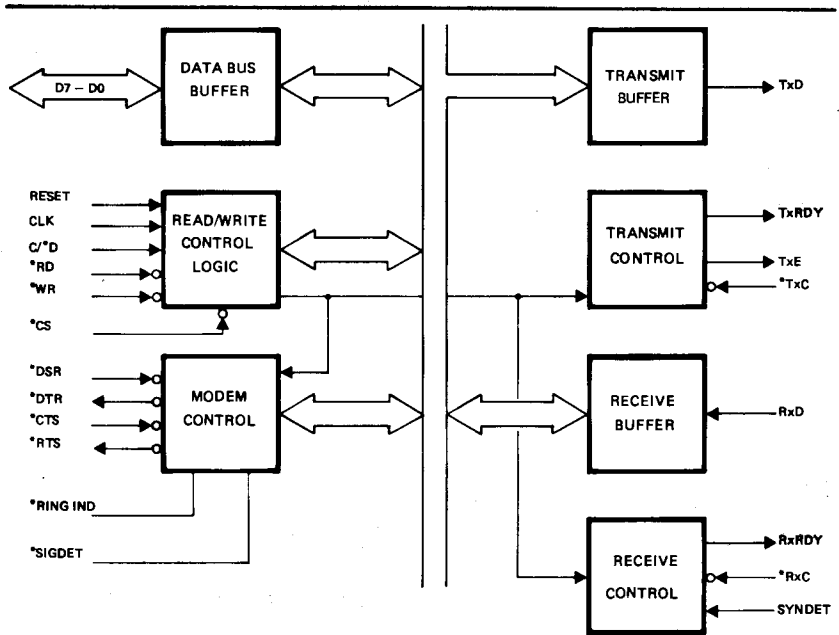 D7 – D0
DATA BUS
BUFFER
TRANSMIT
BUFFER
TxD
RESET
CLK
C/*D
*RD
*WR
*CS
READ/WRITE
CONTROL
LOGIC
TRANSMIT
CONTROL
TxRDY
TxE
*TxC
*DSR
*DTR
*CTS
*RTS
MODEM
CONTROL
RECEIVE
BUFFER
RxD
*RING IND
*SIGDET
RECEIVE
CONTROL
RxRDY
*RxC
SYNDET